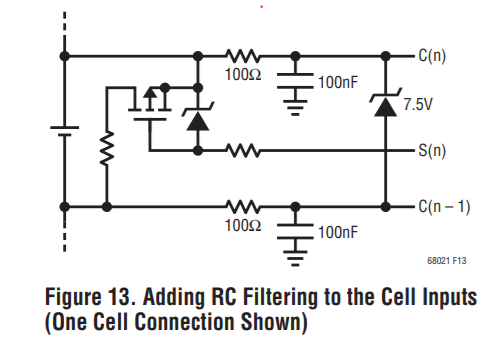 C(n)
100Ω
100nF
7.5V
S(n)
C(n – 1)
100Ω
100nF
68021 F13
Figure 13. Adding RC Filtering to the Cell Inputs
(One Cell Connection Shown)